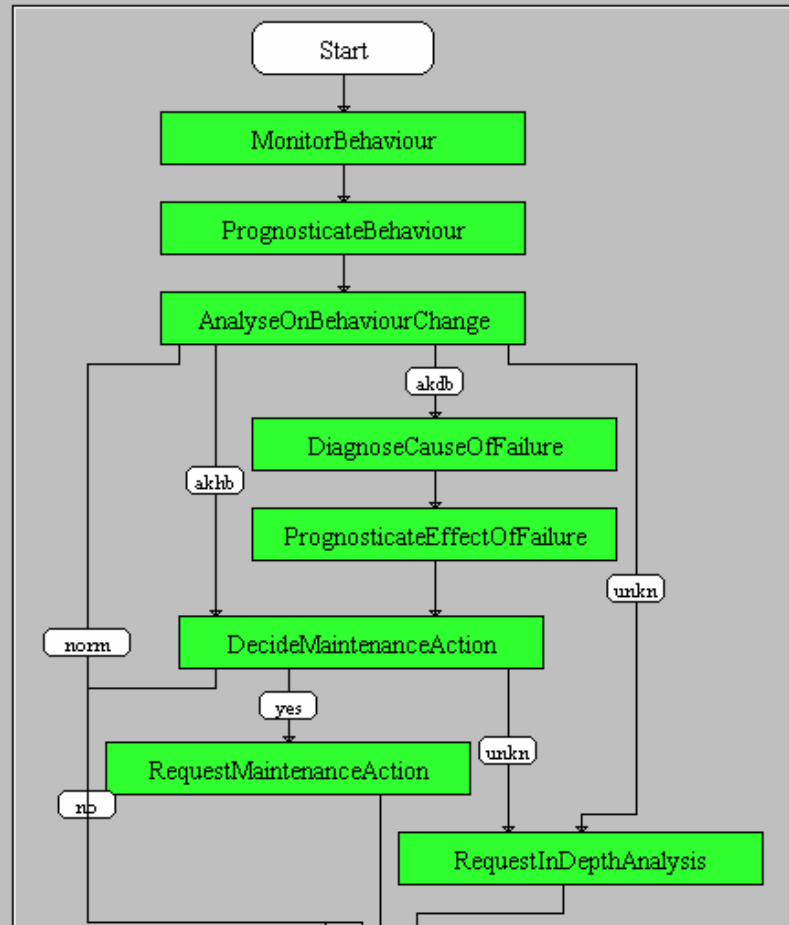 Start
MonitorBehaviour
PrognosticateBehaviour
AnalyseOnBehaviourChange
akdb
DiagnoseCauseOfFailure
akhb
PrognosticateEffectOfFailure
unkn
norm
DecideMaintenanceAction
yes
unkn
RequestMaintenanceAction
no
RequestInDepthAnalysis